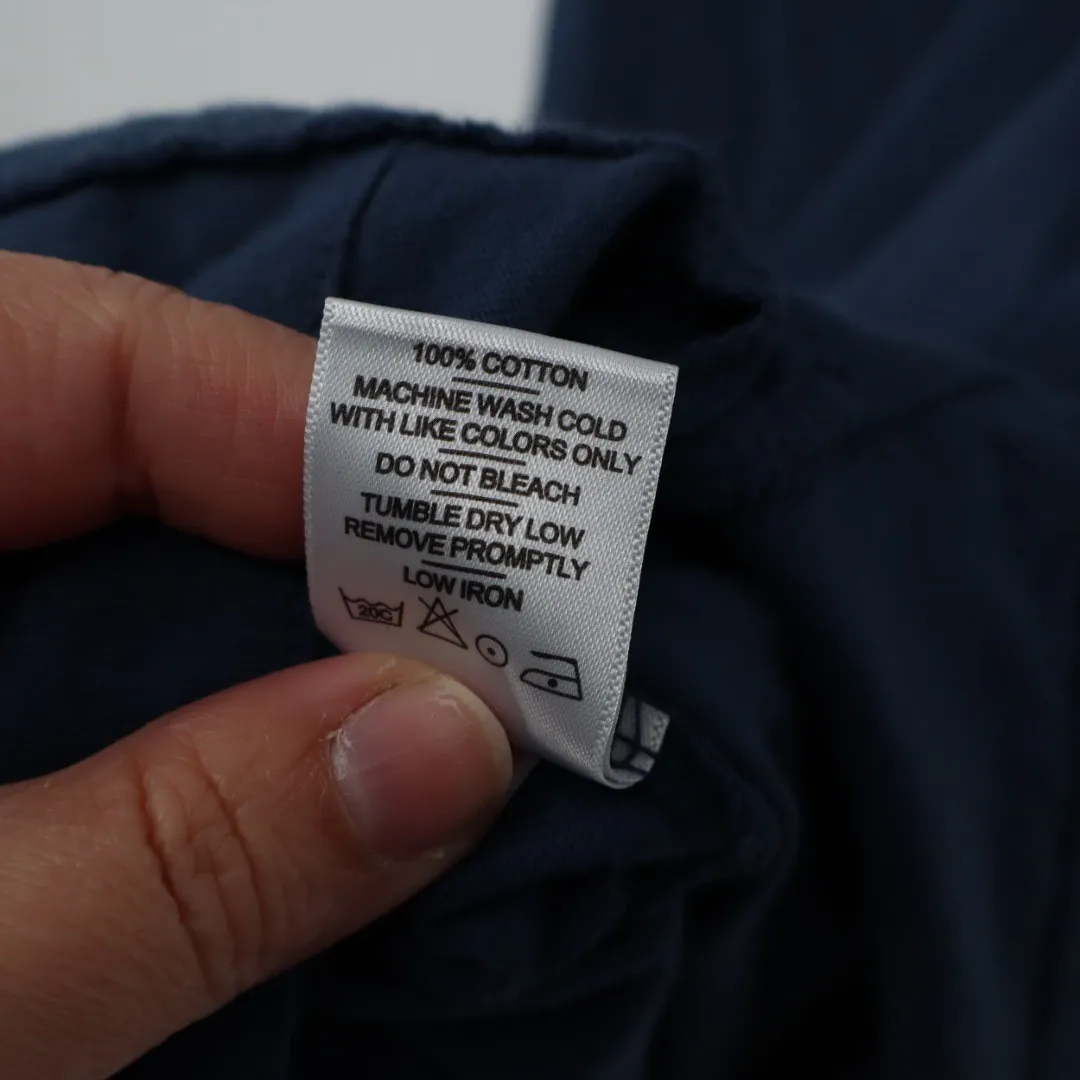 100% COTTON
MACHINE WASH COLD
WITH LIKE COLORS ONLY
DO NOT BLEACH
TUMBLE DRY LOW
REMOVE PROMPTLY
LOW IRON
20C